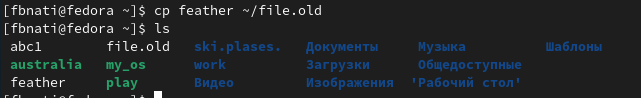 [fbnati@fedora ~]$ cp feather ~/file.old
[fbnati@fedora ~]$ ls
abc1 file.old ski.plases. Документы Музыка Шаблоны
australia my_os work Загрузки Общедоступные
feather play Видео Изображения 'Рабочий стол'
[fbnati@fedora ~]$